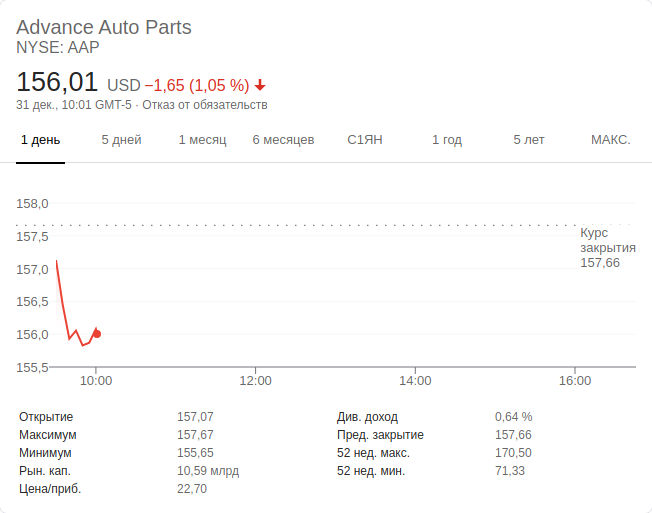 Advance Auto Parts
NYSE: AAP
156,01 USD −1,65 (1,05 %)
31 дек., 10:01 GMT-5 · Отказ от обязательств
1 день 5 дней 1 месяц 6 месяцев С1ЯН 1 год 5 лет МАКС.
158,0
157,5
157,0
156,5
156,0
155,5
Курс
закрытия
157,66
10:00 12:00 14:00 16:00
Открытие 157,07 Див. доход 0,64 %
Максимум 157,67 Пред. закрытие 157,66
Минимум 155,65 52 нед. макс. 170,50
Рын. кап. 10,59 млрд 52 нед. мин. 71,33
Цена/приб. 22,70